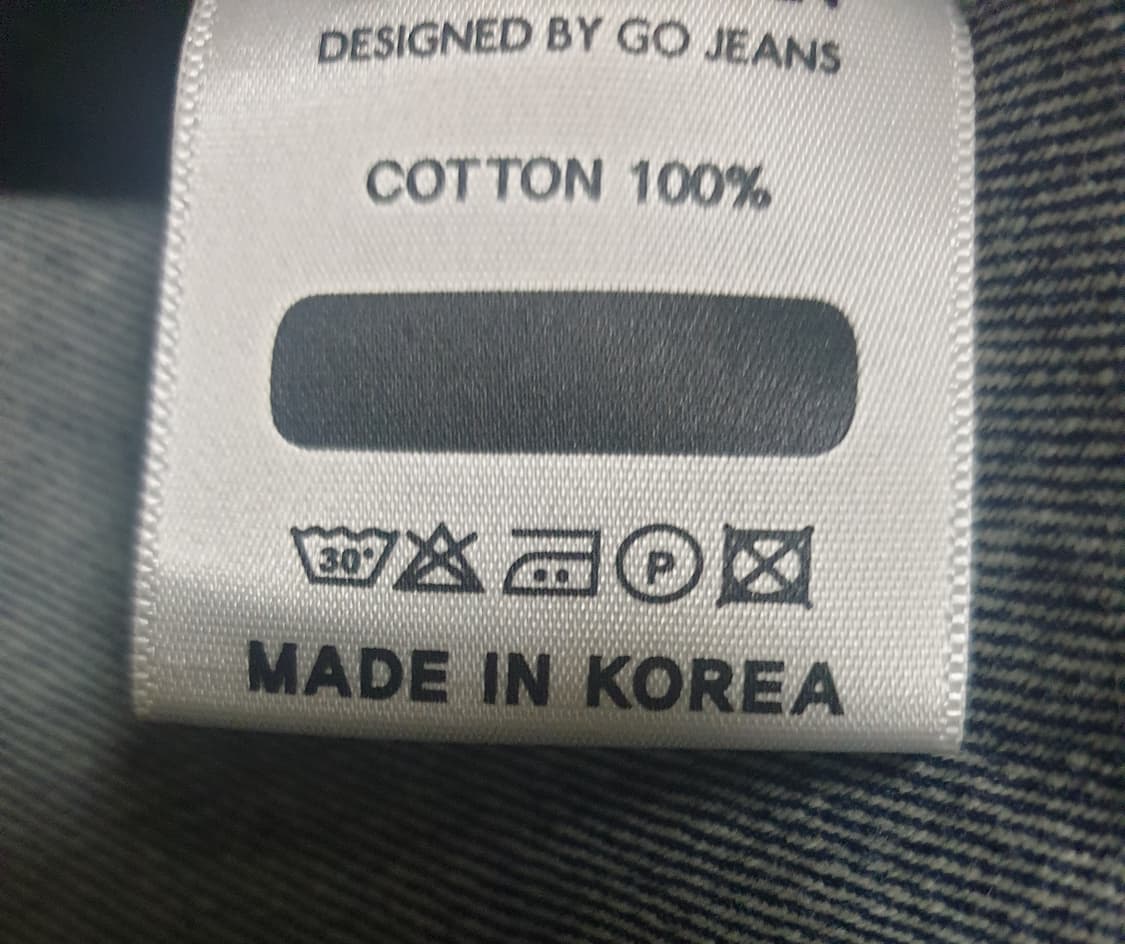 DESIGNED BY GO JEANS
COTTON 100%
30°
P
MADE IN KOREA